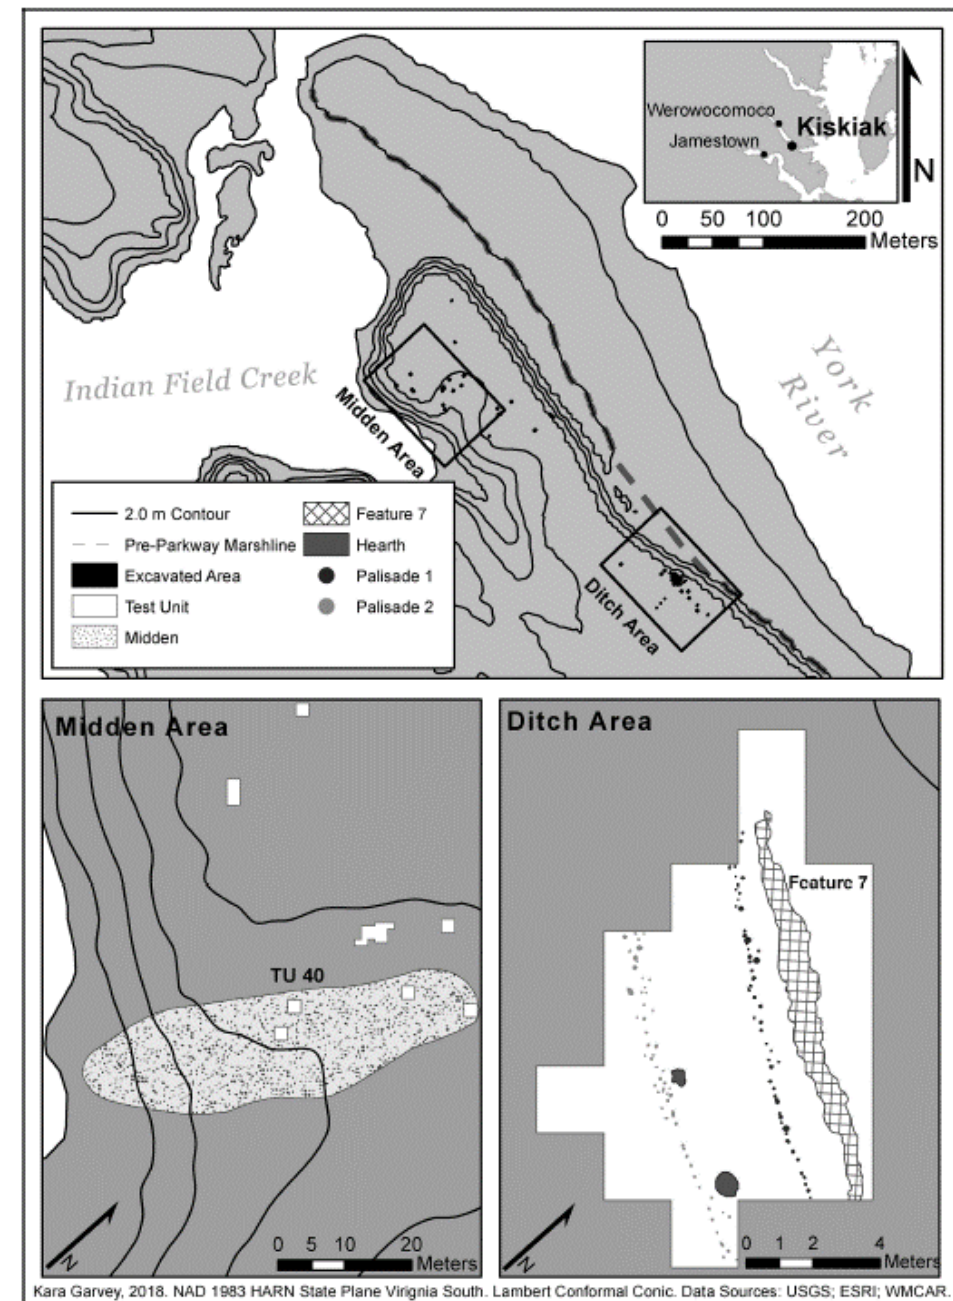 Werowocomoco
Kiskiak
Jamestown
N
0 50 100 200
Meters
Indian Field Creek
York
River
Midden Area
Ditch Area
2.0 m Contour
Pre-Parkway Marshline
Excavated Area
Test Unit
Midden
Feature 7
Hearth
Palisade 1
Palisade 2
Midden Area
TU 40
N
0 5 10 20
Meters
Ditch Area
Feature 7
N
0 1 2 4
Meters
Kara Garvey, 2018. NAD 1983 HARN State Plane Virignia South. Lambert Conformal Conic. Data Sources: USGS; ESRI; WMCAR.